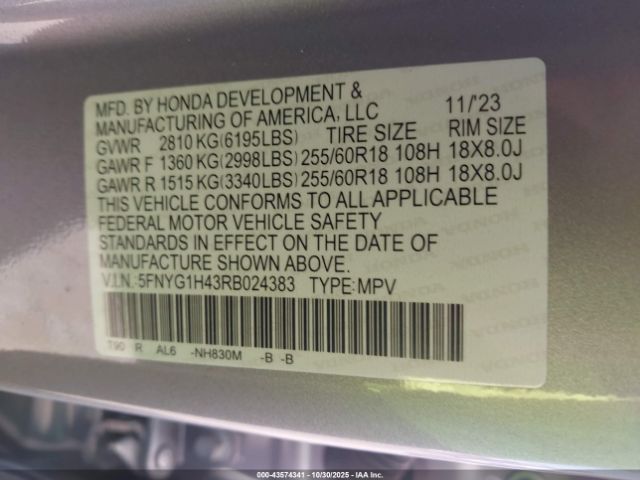 MFD. BY HONDA DEVELOPMENT &
MANUFACTURING OF AMERICA, LLC 11/'23
GVWR 2810 KG(6195LBS) TIRE SIZE RIM SIZE
GAWR F 1360 KG(2998LBS) 255/60R18 108H 18X8.0J
GAWR R 1515 KG(3340LBS) 255/60R18 108H 18X8.0J
THIS VEHICLE CONFORMS TO ALL APPLICABLE
FEDERAL MOTOR VEHICLE SAFETY
STANDARDS IN EFFECT ON THE DATE OF
MANUFACTURE SHOWN ABOVE.
V.I.N.:5FNYG1H43RB024383 TYPE:MPV
T90 R AL6 -NH830M -B -B
HONDA
000-43574341 - 10/30/2025 - IAA Inc.